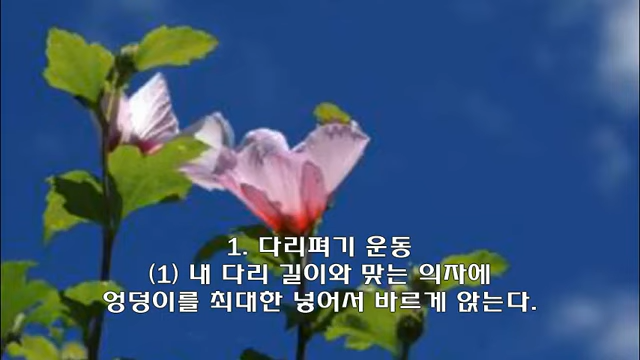 1. 다리펴기 운동
(1) 내 다리 길이와 맞는 의자에
엉덩이를 최대한 넣어서 바르게 앉는다.